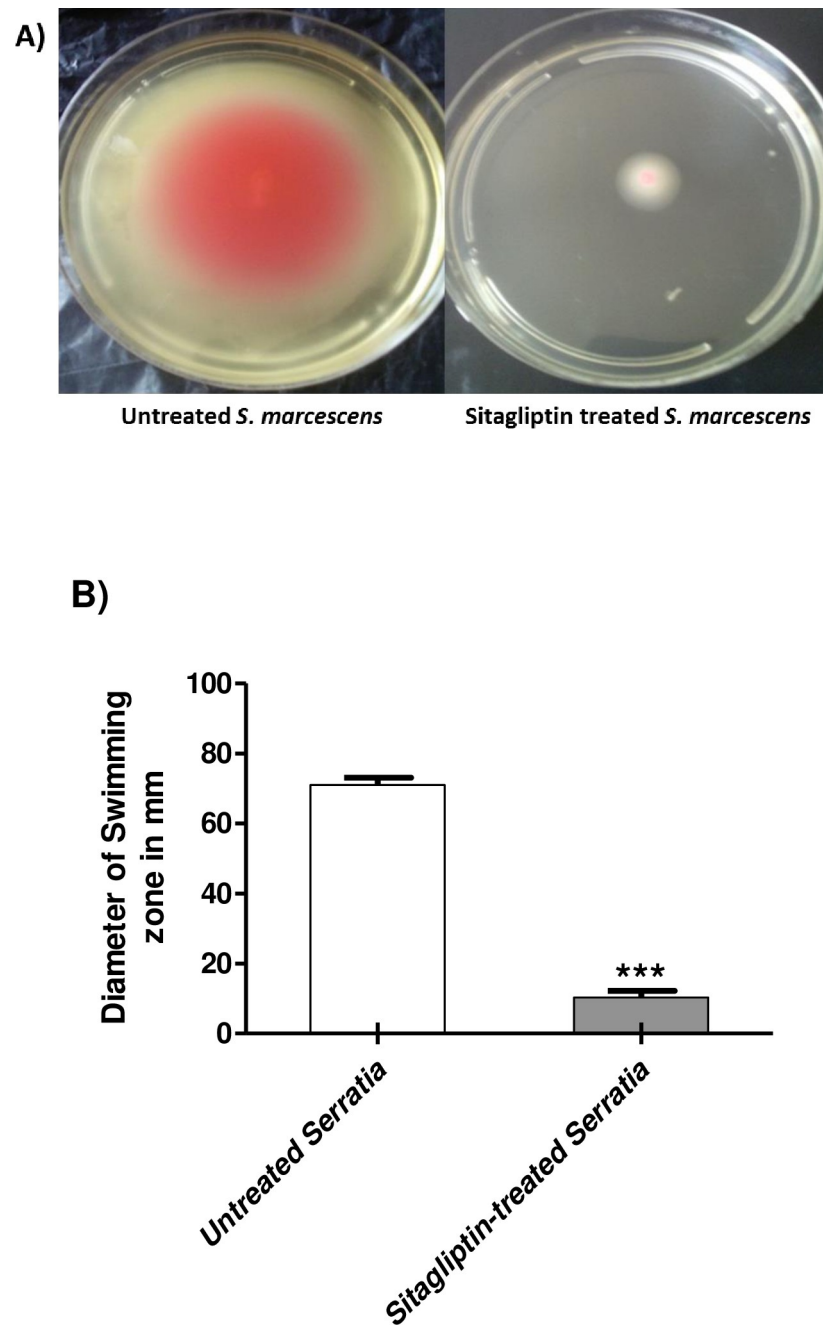 A)
Untreated S. marcescens
Sitagliptin treated S. marcescens
B)
Diameter of Swimming
zone in mm
100
80
60
40
20
0
***
Untreated Serratia
Sitagliptin-treated Serratia